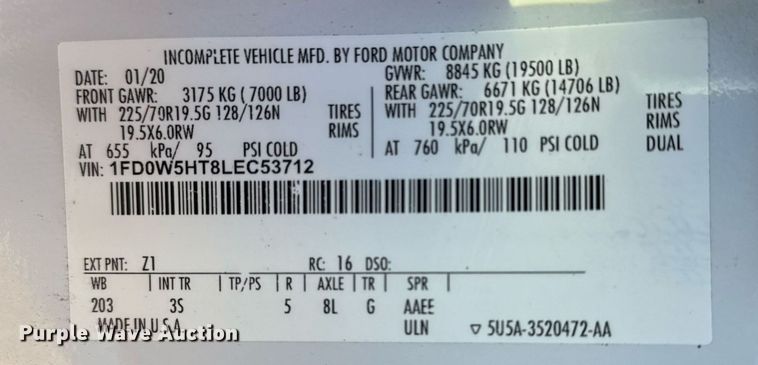 INCOMPLETE VEHICLE MFD. BY FORD MOTOR COMPANY
DATE: 01/20 GVWR: 8845 KG (19500 LB)
FRONT GAWR: 3175 KG ( 7000 LB) REAR GAWR: 6671 KG (14706 LB)
WITH 225/70R19.5G 128/126N TIRES WITH 225/70R19.5G 128/126N TIRES
19.5X6.0RW RIMS 19.5X6.0RW RIMS
AT 655 kPa/ 95 PSI COLD AT 760 kPa/ 110 PSI COLD DUAL
VIN: 1FD0W5HT8LEC53712
EXT PNT: Z1 RC: 16 DSO:
WB | INT TR | TP/PS | R | AXLE | TR | SPR
203 3S 5 8L G AAEE
MADE IN U.S.A. ULN ▽ 5U5A-3520472-AA
Purple Wave Auction